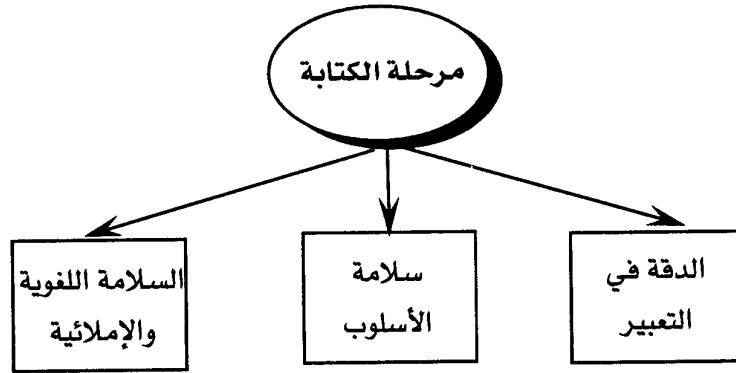 مرحلة الكتابة
الدقة في
التعبير
سلامة
الأسلوب
السلامة اللغوية
والإملائية